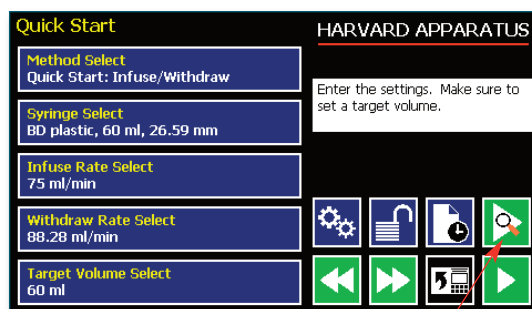 Quick Start
HARVARD APPARATUS
Method Select
Quick Start: Infuse/Withdraw
Enter the settings. Make sure to
set a target volume.
Syringe Select
BD plastic, 60 ml, 26.59 mm
Infuse Rate Select
75 ml/min
Withdraw Rate Select
88.28 ml/min
Target Volume Select
60 ml